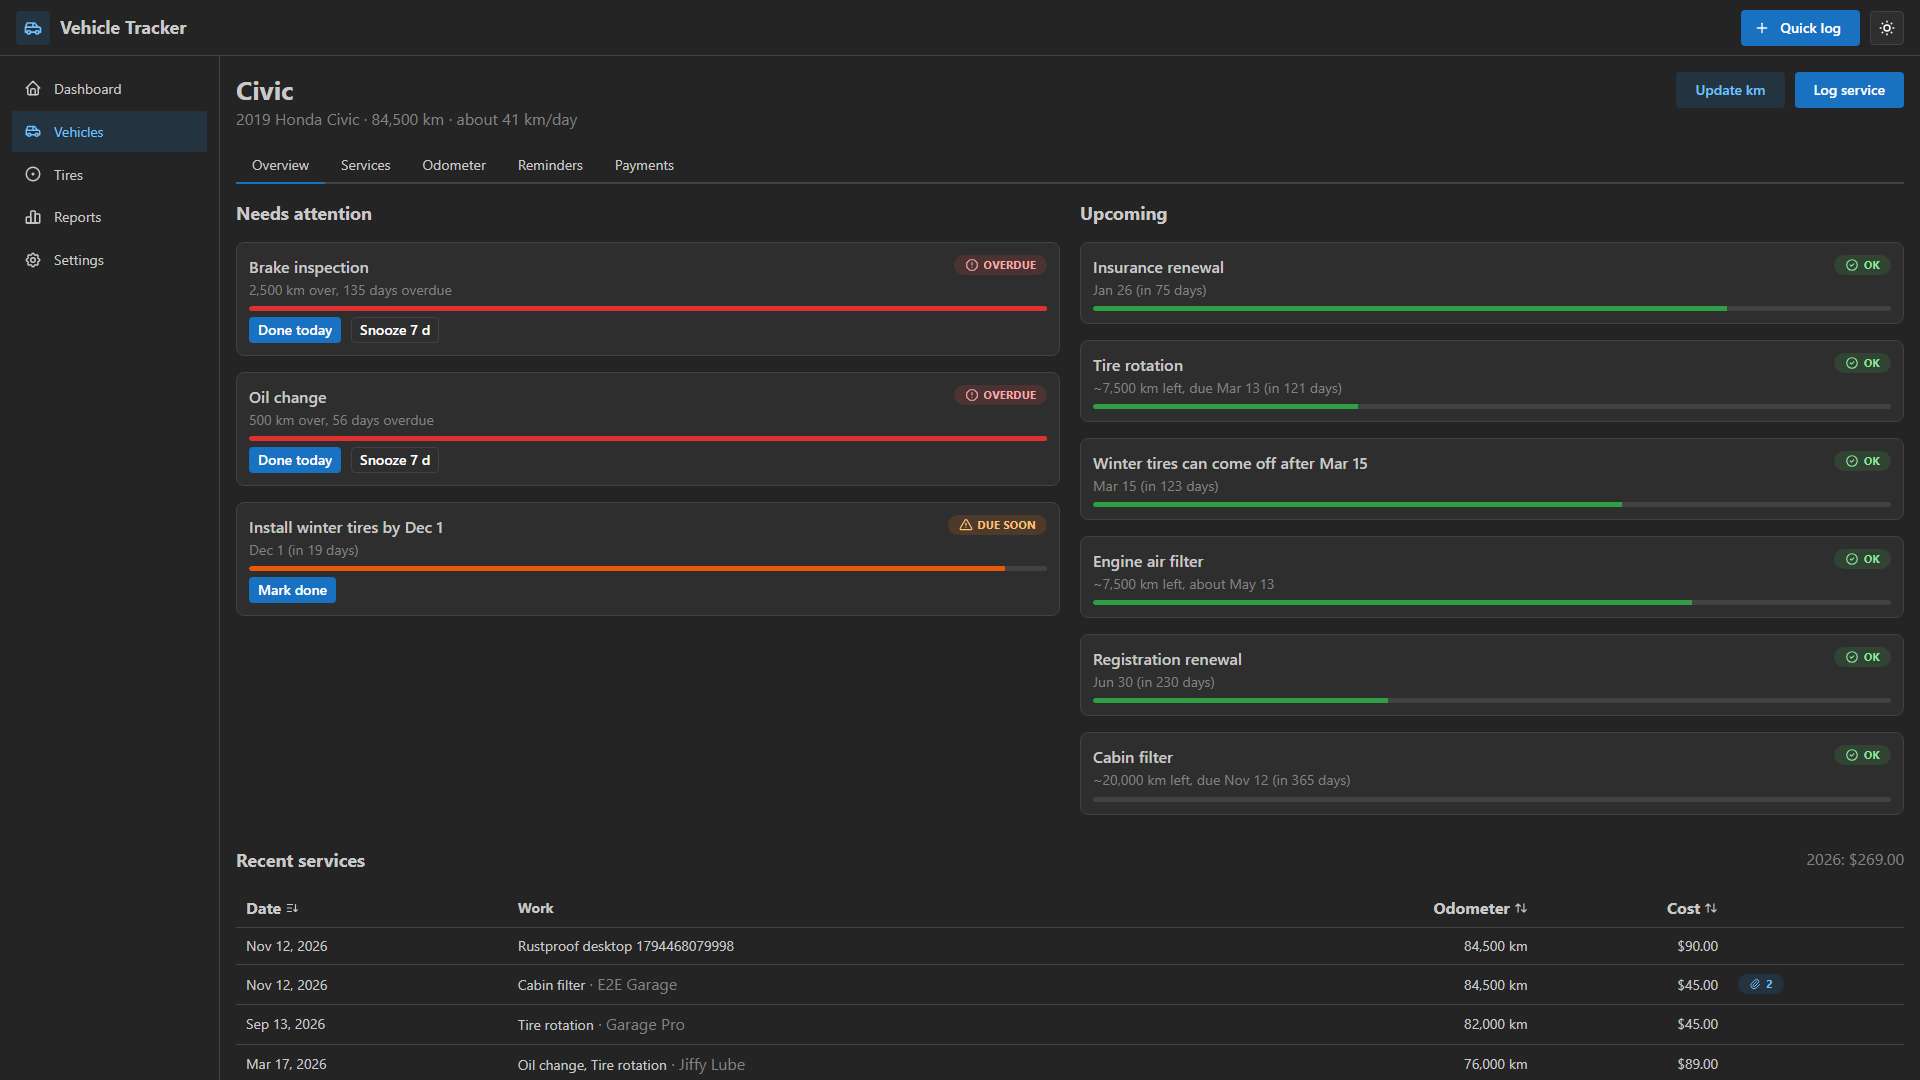 Vehicle Tracker
Quick log
Dashboard
Vehicles
Tires
Reports
Settings
Civic
2019 Honda Civic · 84,500 km · about 41 km/day
Update km
Log service
Overview
Services
Odometer
Reminders
Payments
Needs attention
Brake inspection
OVERDUE
2,500 km over, 135 days overdue
Done today
Snooze 7 d
Oil change
OVERDUE
500 km over, 56 days overdue
Done today
Snooze 7 d
Install winter tires by Dec 1
DUE SOON
Dec 1 (in 19 days)
Mark done
Upcoming
Insurance renewal
OK
Jan 26 (in 75 days)
Tire rotation
OK
~7,500 km left, due Mar 13 (in 121 days)
Winter tires can come off after Mar 15
OK
Mar 15 (in 123 days)
Engine air filter
OK
~7,500 km left, about May 13
Registration renewal
OK
Jun 30 (in 230 days)
Cabin filter
OK
~20,000 km left, due Nov 12 (in 365 days)
Recent services
2026: $269.00
Date Work Odometer Cost
Nov 12, 2026 Rustproof desktop 1794468079998 84,500 km $90.00
Nov 12, 2026 Cabin filter · E2E Garage 84,500 km $45.00 2
Sep 13, 2026 Tire rotation · Garage Pro 82,000 km $45.00
Mar 17, 2026 Oil change, Tire rotation · Jiffy Lube 76,000 km $89.00